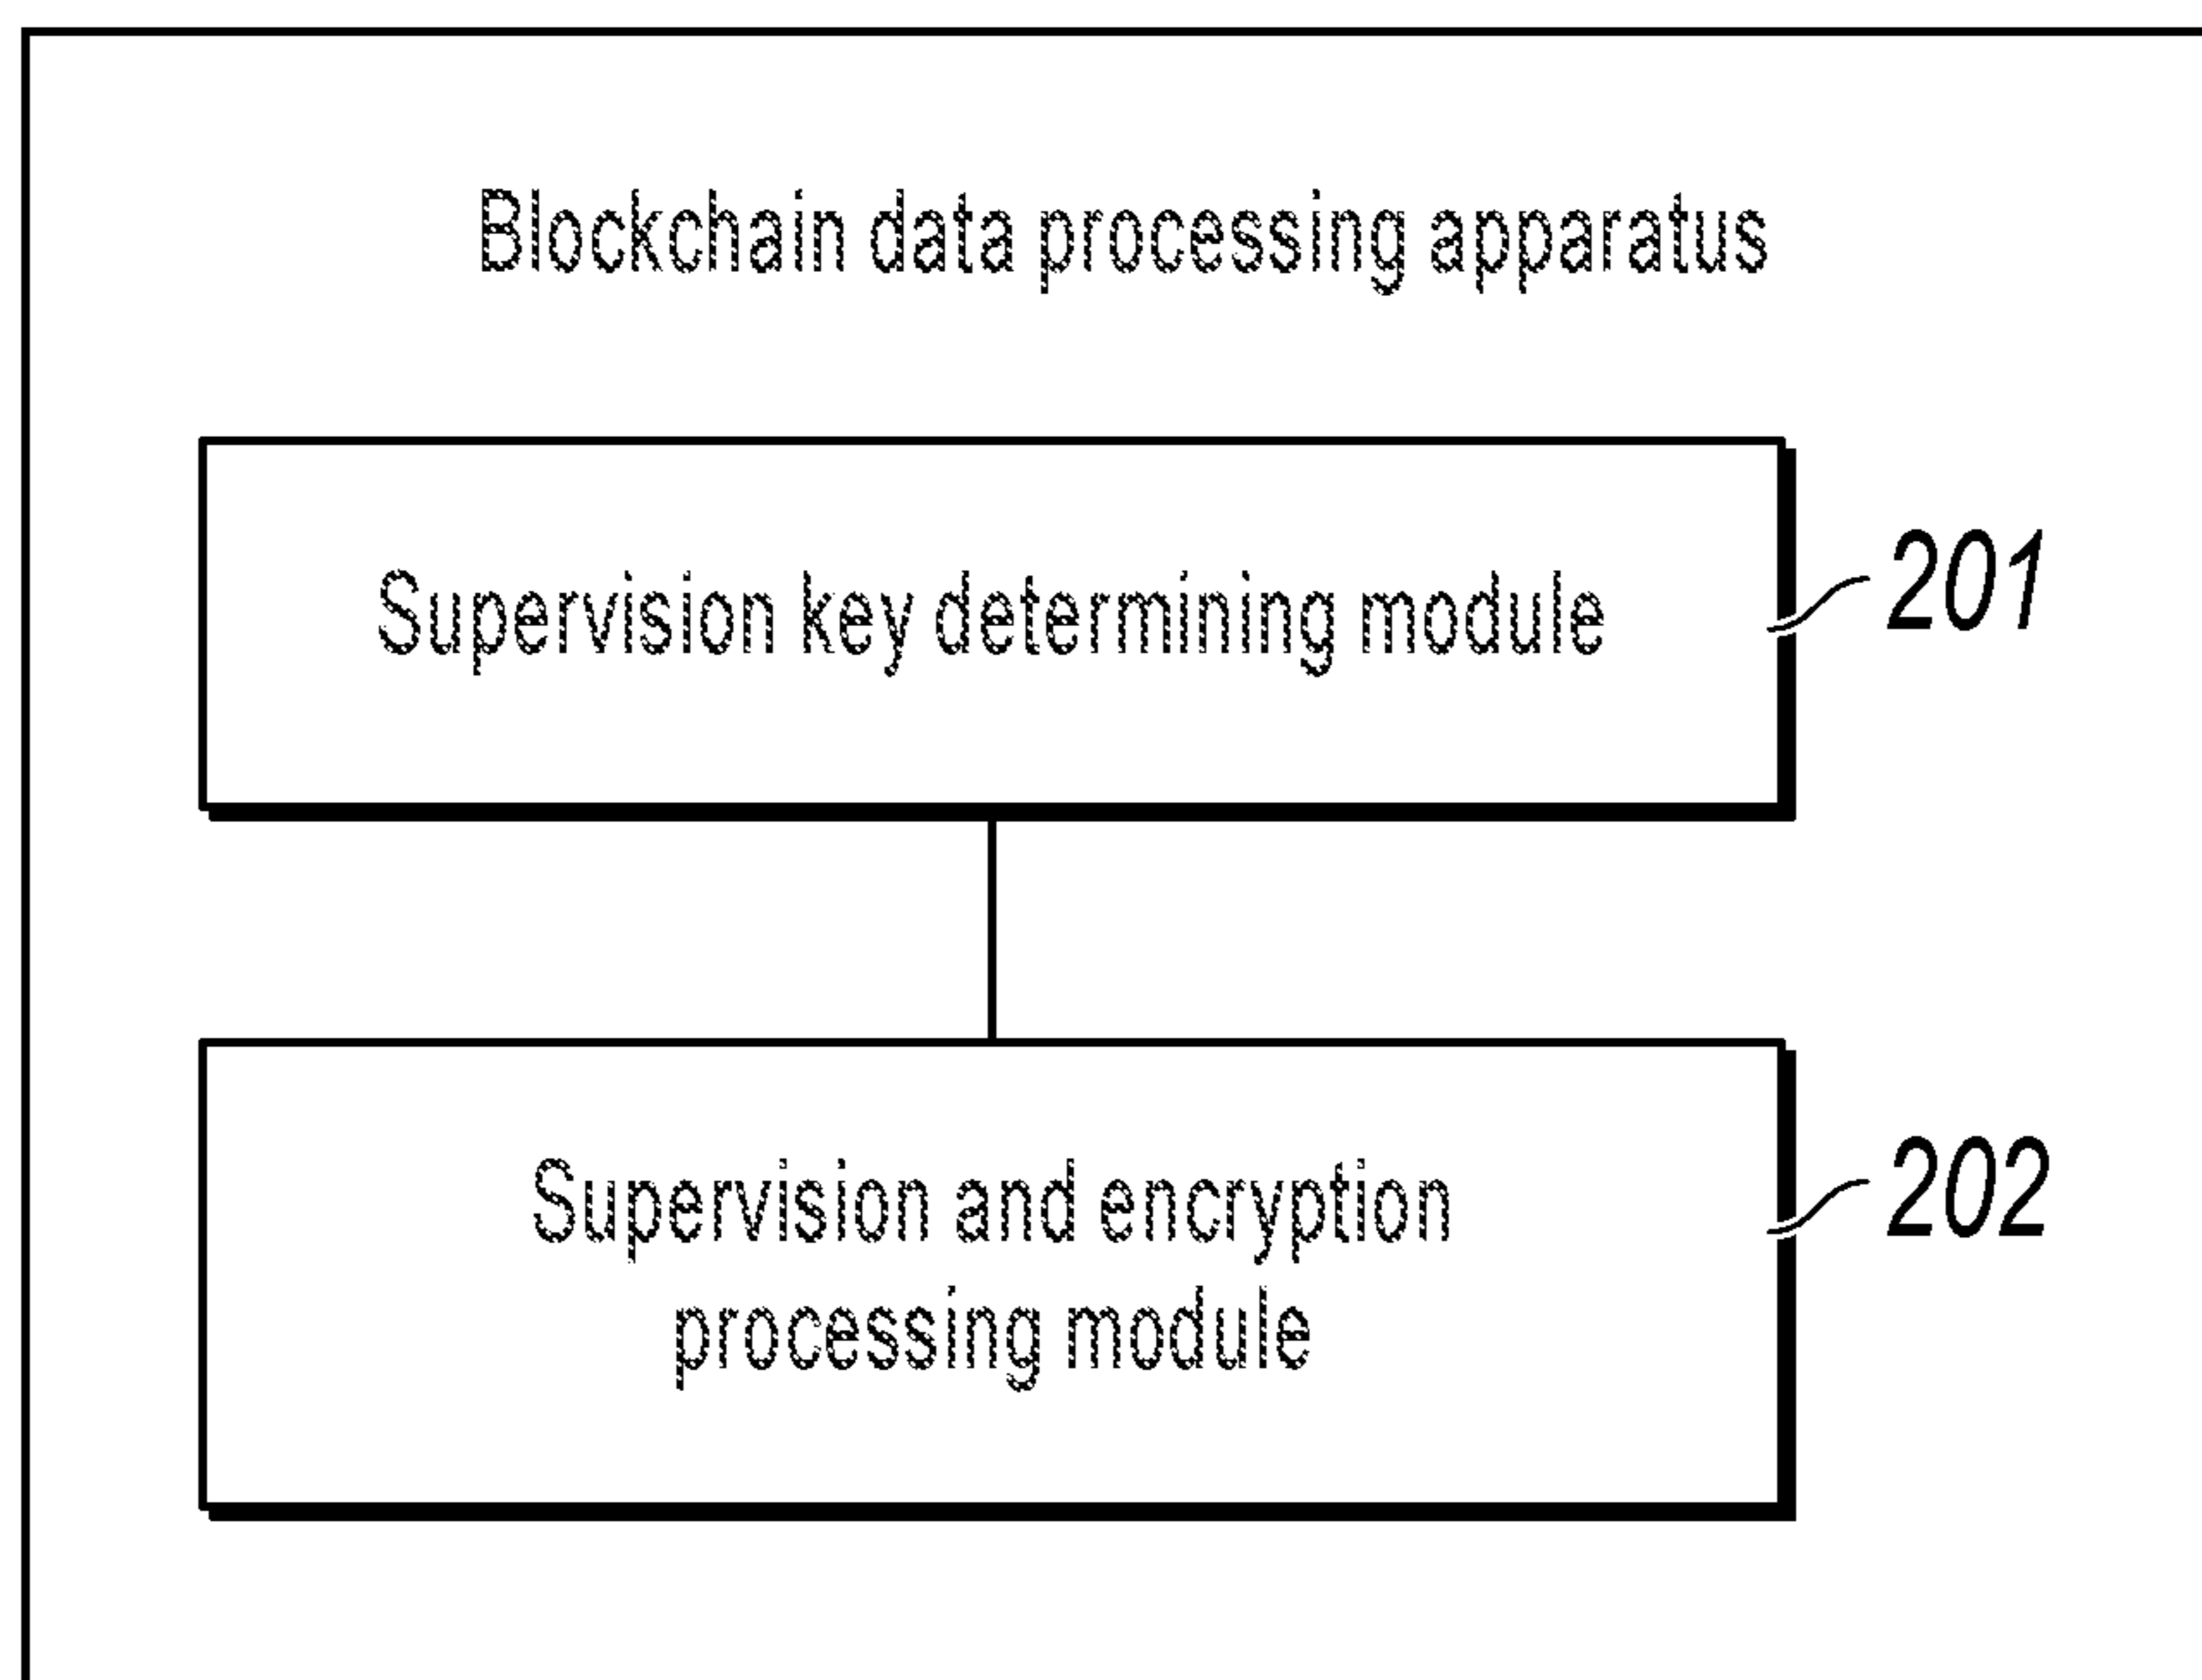 Blockchain data processing apparatus
Supervision key determining module
201
Supervision and encryption
processing module
202